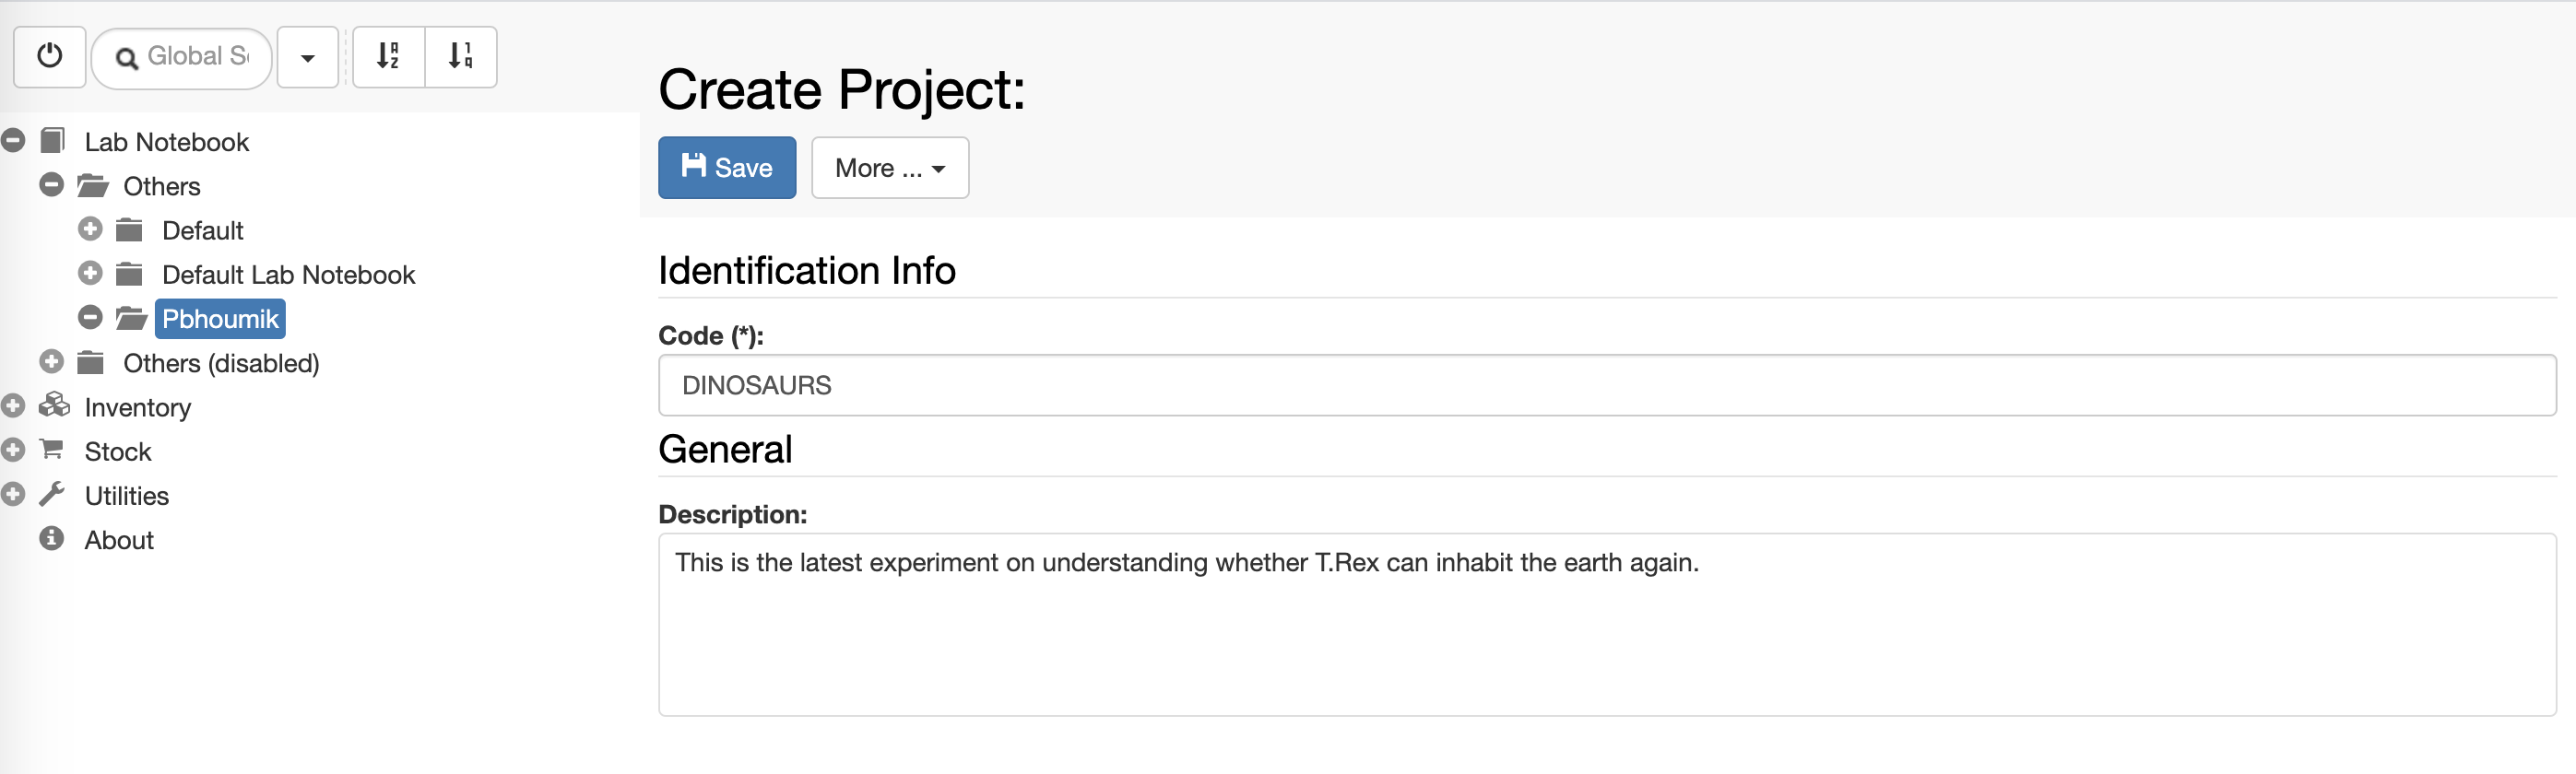 Global S
Create Project:
Save
More ...
Lab Notebook
Others
Default
Default Lab Notebook
Pbhoumik
Others (disabled)
Inventory
Stock
Utilities
About
Identification Info
Code (*):
DINOSAURS
General
Description:
This is the latest experiment on understanding whether T.Rex can inhabit the earth again.